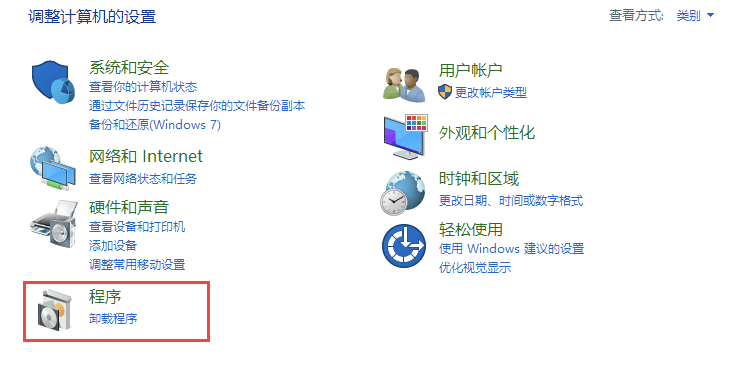 调整计算机的设置
查看方式: 类别
系统和安全
查看你的计算机状态
通过文件历史记录保存你的文件备份副本
备份和还原(Windows 7)
网络和 Internet
查看网络状态和任务
硬件和声音
查看设备和打印机
添加设备
调整常用移动设置
程序
卸载程序
用户帐户
更改帐户类型
外观和个性化
时钟和区域
更改日期、时间或数字格式
轻松使用
使用 Windows 建议的设置
优化视觉显示